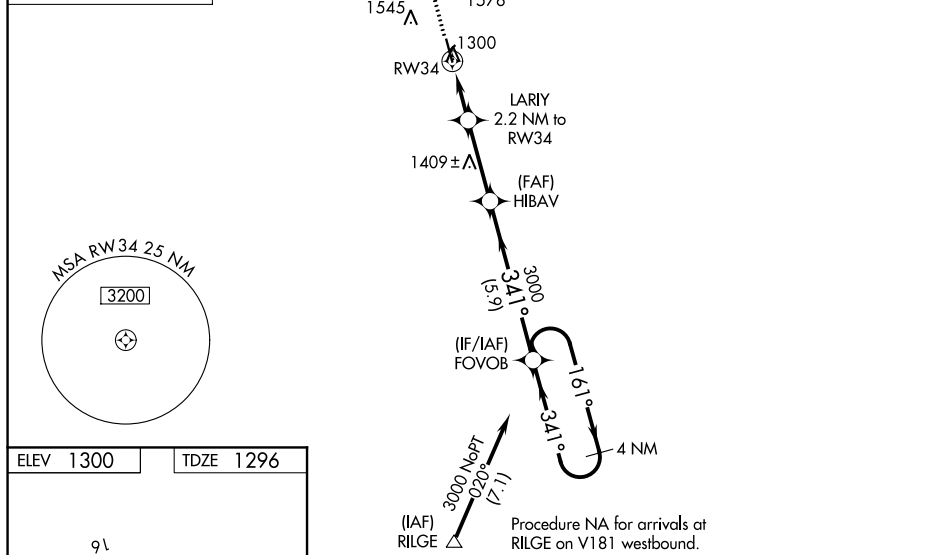 1545
1300
RW34
LARIY
2.2 NM to
RW34
1409±
(FAF)
HIBAV
MSA RW34 25 NM
3200
3000
341°
(5.9)
(IF/IAF)
FOVOB
161°
341°
4 NM
3000 NoPT
020°
(7.1)
(IAF)
RILGE
Procedure NA for arrivals at
RILGE on V181 westbound.
ELEV 1300
TDZE 1296
16